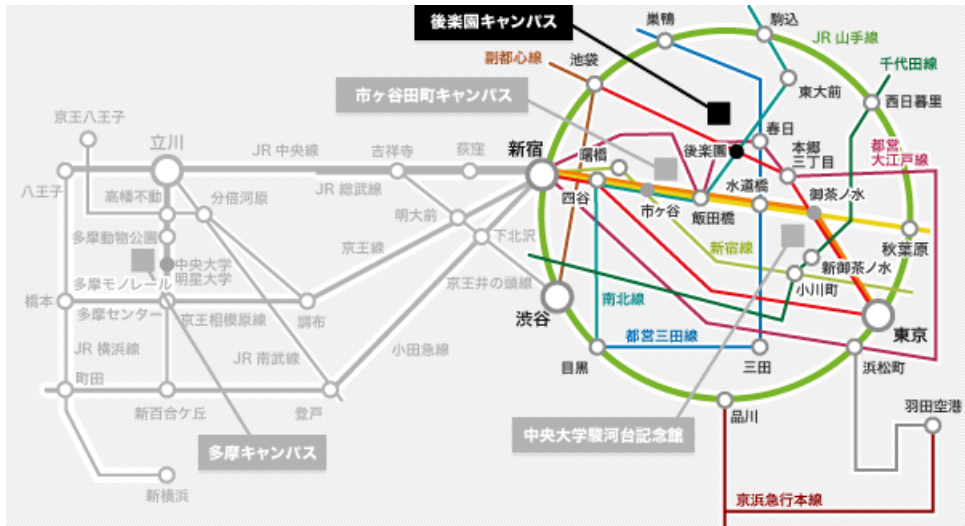 後楽園キャンパス
巣鴨
駒込
JR 山手線
副都心線
池袋
千代田線
市ヶ谷田町キャンパス
東大前
西日暮里
京王八王子
立川
JR 中央線
吉祥寺
荻窪
新宿
曙橋
後楽園
春日
本郷
三丁目
都営
大江戸線
八王子
高幡不動
分倍河原
JR 総武線
明大前
四谷
市ヶ谷
飯田橋
水道橋
御茶ノ水
多摩動物公園
下北沢
京王線
新宿線
秋葉原
中央大学
明星大学
新御茶ノ水
多摩モノレール
京王井の頭線
小川町
橋本
多摩センター
京王相模原線
調布
渋谷
南北線
東京
都営三田線
JR 横浜線
JR 南武線
小田急線
目黒
三田
浜松町
町田
新百合ケ丘
登戸
品川
羽田空港
多摩キャンパス
中央大学駿河台記念館
新横浜
京浜急行本線